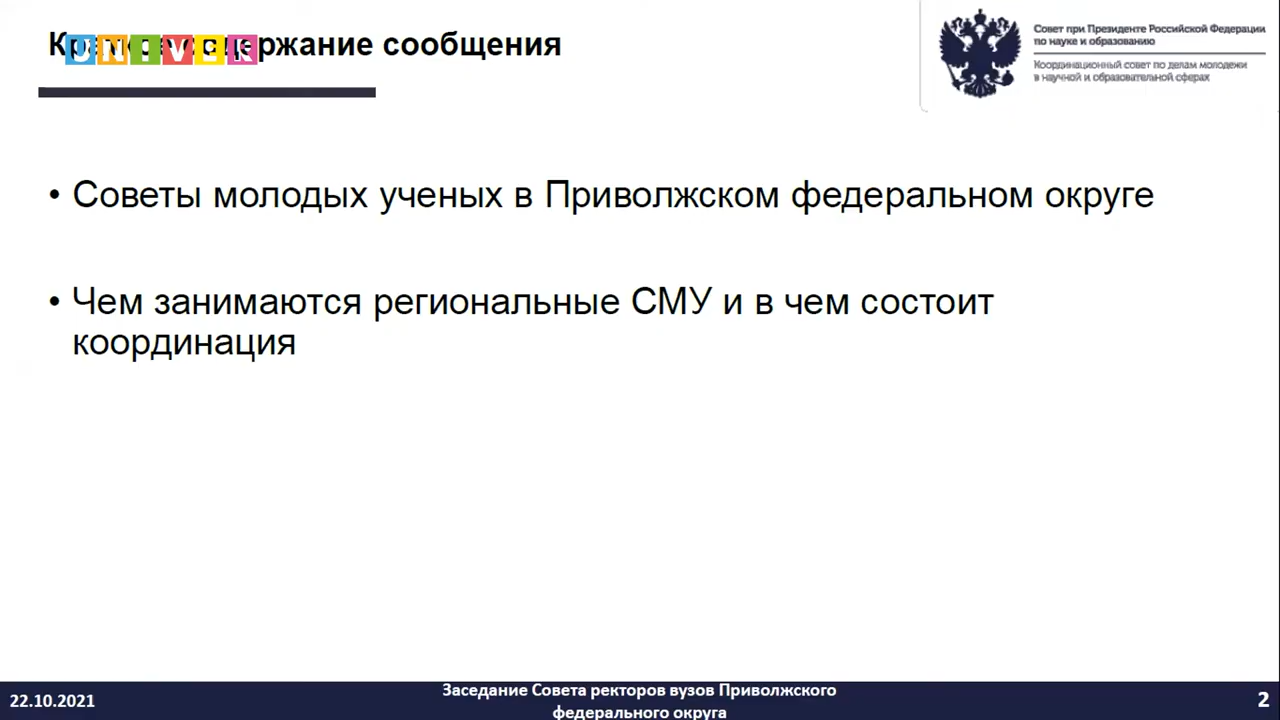 содержание сообщения
UNIVER
Совет при Президенте Российской Федерации
по науке и образованию
Координационный совет по делам молодежи
в научной и образовательной сферах
• Советы молодых ученых в Приволжском федеральном округе
• Чем занимаются региональные СМУ и в чем состоит
координация
22.10.2021
Заседание Совета ректоров вузов Приволжского
федерального округа
2